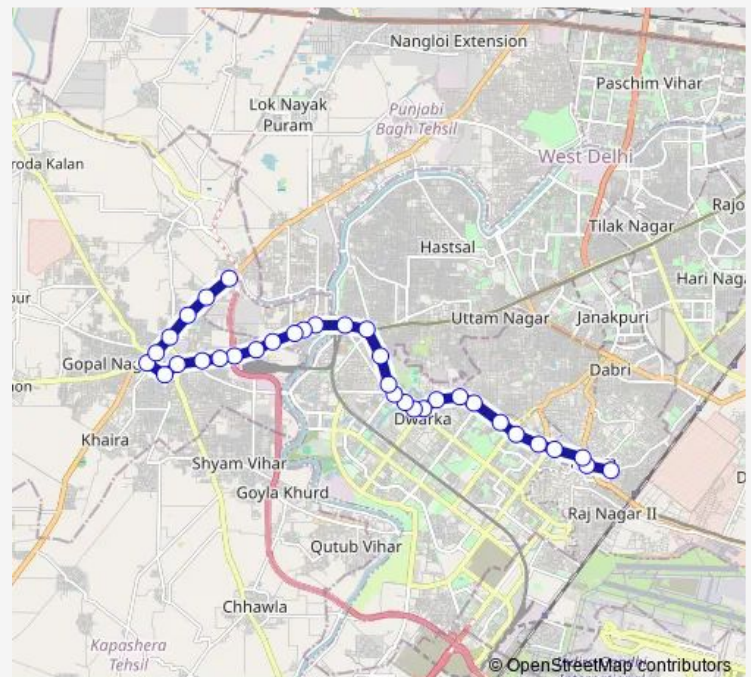 Nangloi Extension
Paschim Vihar
Lok Nayak
Puram
Punjabi
Bagh Tehsil
West Delhi
roda Kalan
Rajo
Tilak Nagar
Hastsal
Hari Naga
ur
Uttam Nagar
Janakpuri
Gopal Nag
Dabri
on
Dwarka
Khaira
Shyam Vihar
Goyla Khurd
D
Raj Nagar II
Qutub Vihar
Chhawla
Kapashera
Tehsil
© OpenStreetMap contributors